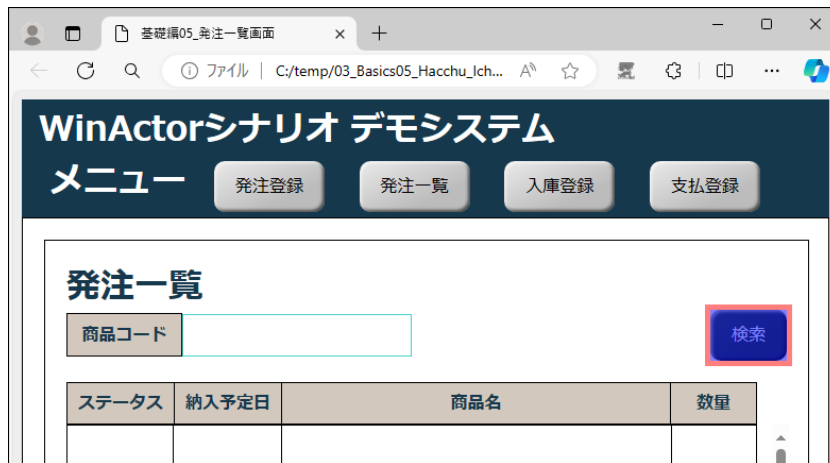 基礎編05_発注一覧画面
ファイル | C:/temp/03_Basics05_Hacchu_Ich...
WinActorシナリオ デモシステム
メニュー 発注登録 発注一覧 入庫登録 支払登録
発注一覧
商品コード 検索
ステータス 納入予定日 商品名 数量